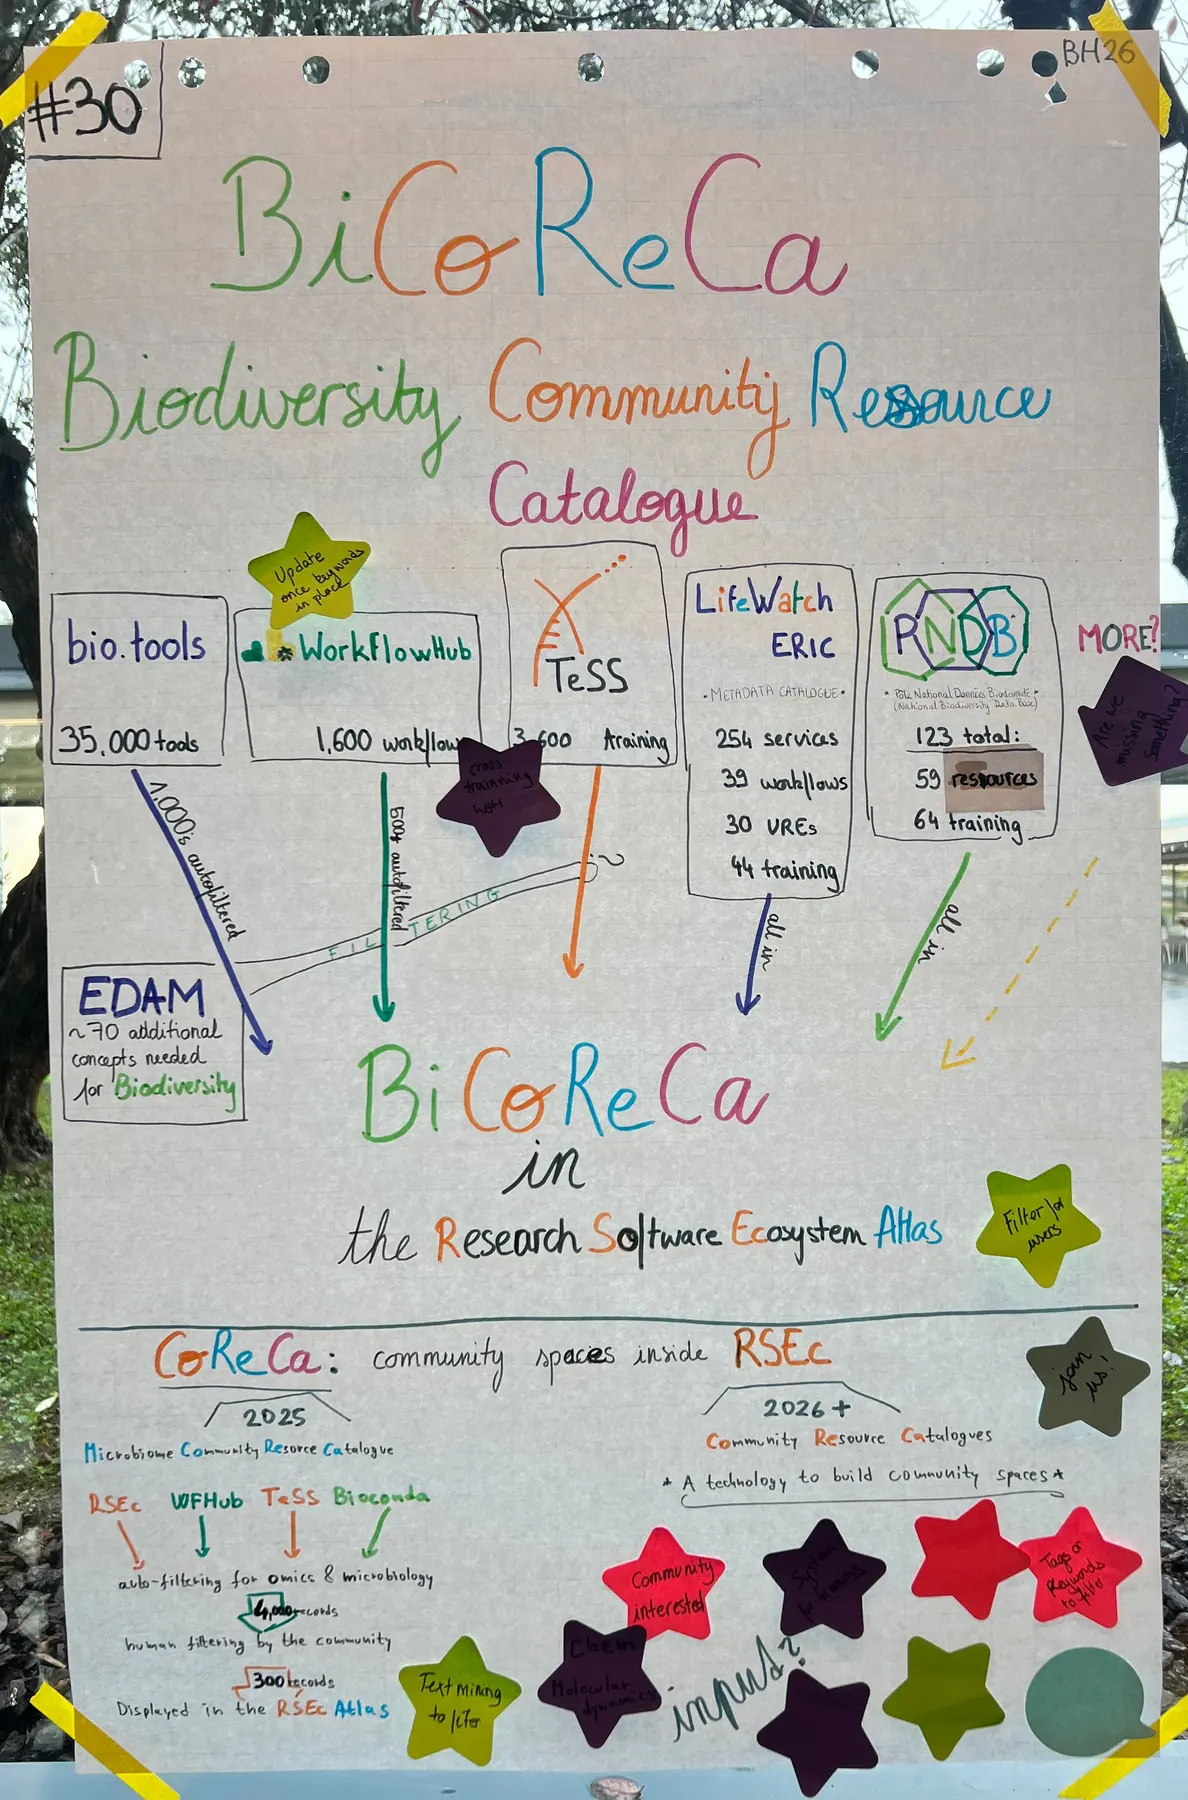 #30
BH26
BiCoReCa
Biodiversity Community Resource
Catalogue
bio.tools
35.000 tools
Update
once keywords
in place
WorkflowHub
1,600 workflow
TeSS
3,600 training
cross
trainning
LifeWatch
ERIC
• METADATA CATALOGUE •
254 services
39 workflows
30 VREs
44 training
PNDB
* Pôle National Données Biodiversité *
(National Biodiversity Data Base)
123 total:
59 ressources
64 training
MORE?
Are we
missing
something?
1,000's autofiltered
500+ autofiltered
FILTERING
?
all in
all in
EDAM
~70 additional
concepts needed
for Biodiversity
BiCoReCa
in
the Research Software Ecosystem Atlas
Filter for
users
CoReCa: community spaces inside RSEc
join
us!
2025
Microbiome Community Resorce Catalogue
RSEc WFHub TeSS Bioconda
auto-filtering for omics & microbiology
4,000 records
human filtering by the community
300 records
Displayed in the RSEc Atlas
2026+
Community Resource Catalogues
* A technology to build community spaces *
Community
interested
Tags or
Keywords
to filter
Text mining
to filter
Chem
Molecular
dynamics
input?